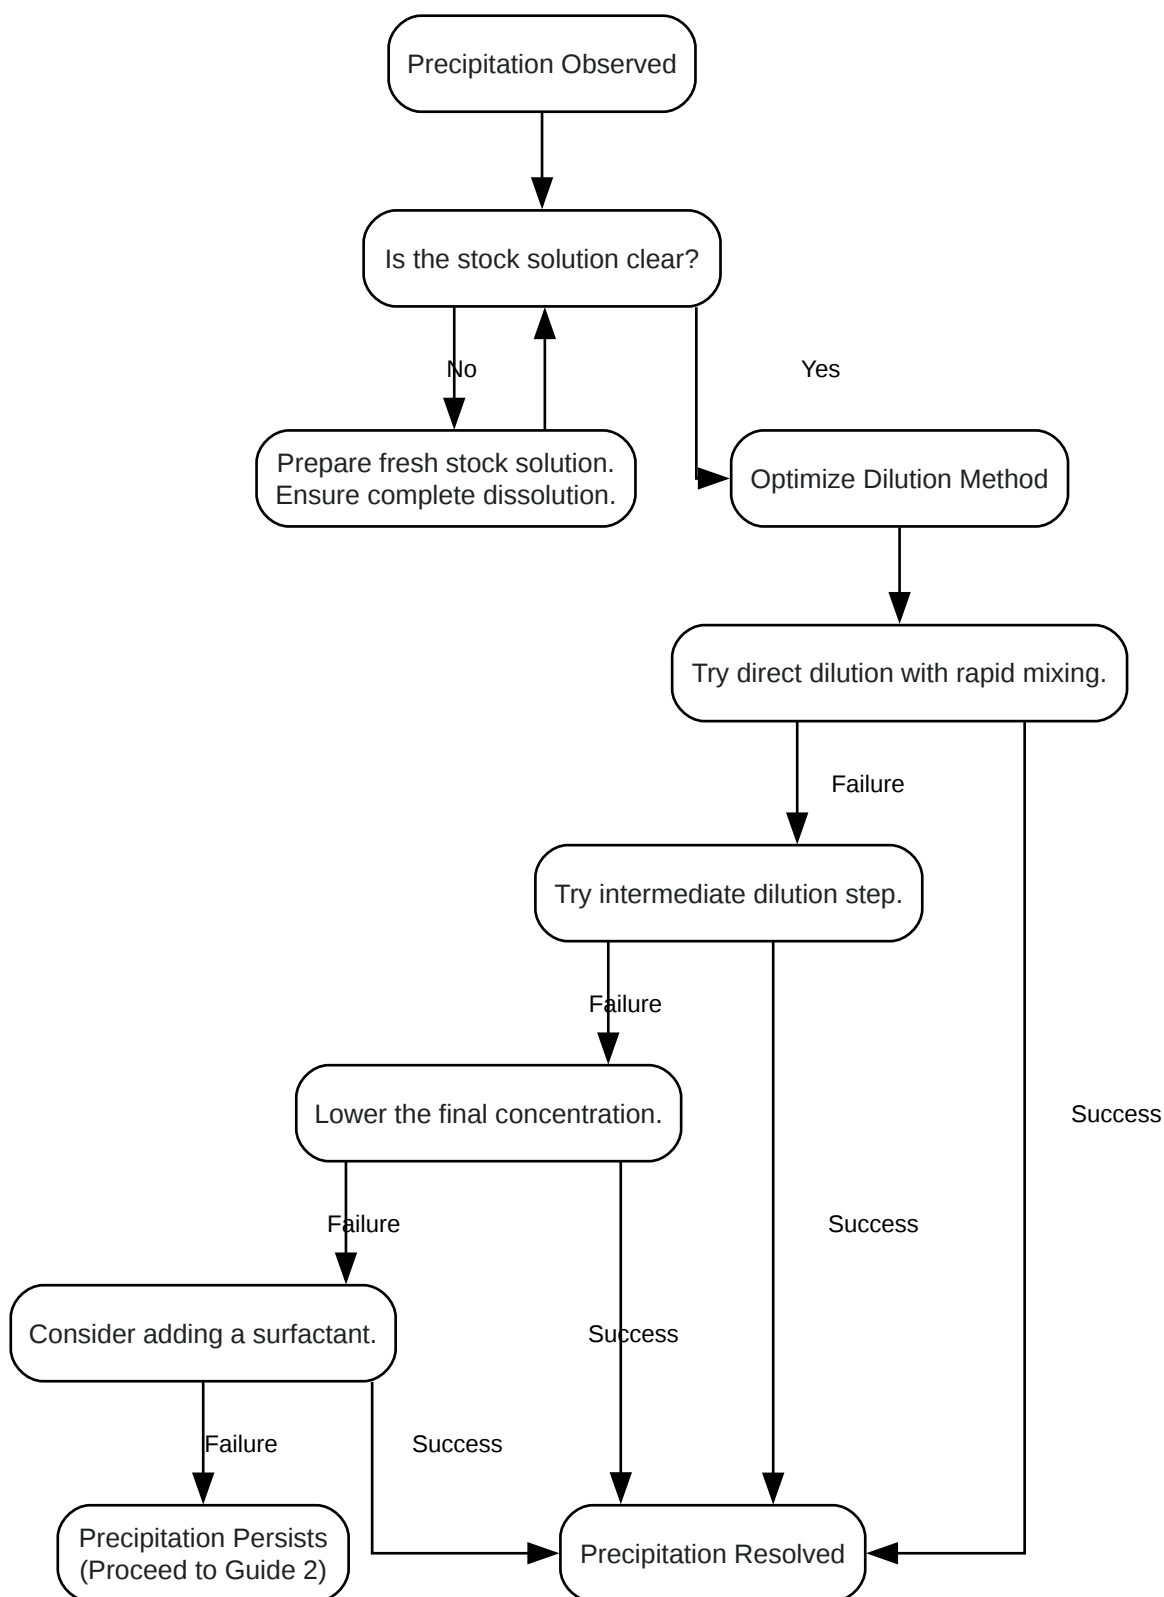 Precipitation Observed
Is the stock solution clear?
No
Yes
Prepare fresh stock solution.
Ensure complete dissolution.
Optimize Dilution Method
Try direct dilution with rapid mixing.
Failure
Try intermediate dilution step.
Failure
Lower the final concentration.
Success
Failure
Success
Consider adding a surfactant.
Success
Failure
Success
Precipitation Persists
(Proceed to Guide 2)
Precipitation Resolved